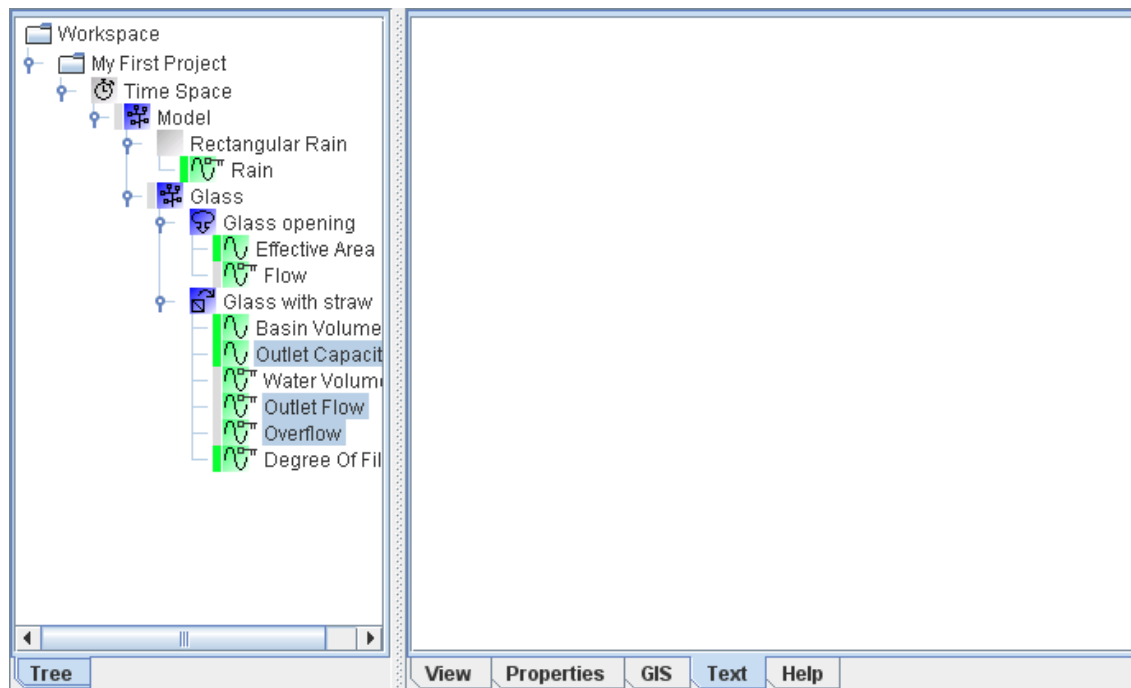 Workspace
My First Project
Time Space
Model
Rectangular Rain
Rain
Glass
Glass opening
Effective Area
Flow
Glass with straw
Basin Volume
Outlet Capacit
Water Volum
Outlet Flow
Overflow
Degree Of Fil
Tree
View Properties GIS Text Help